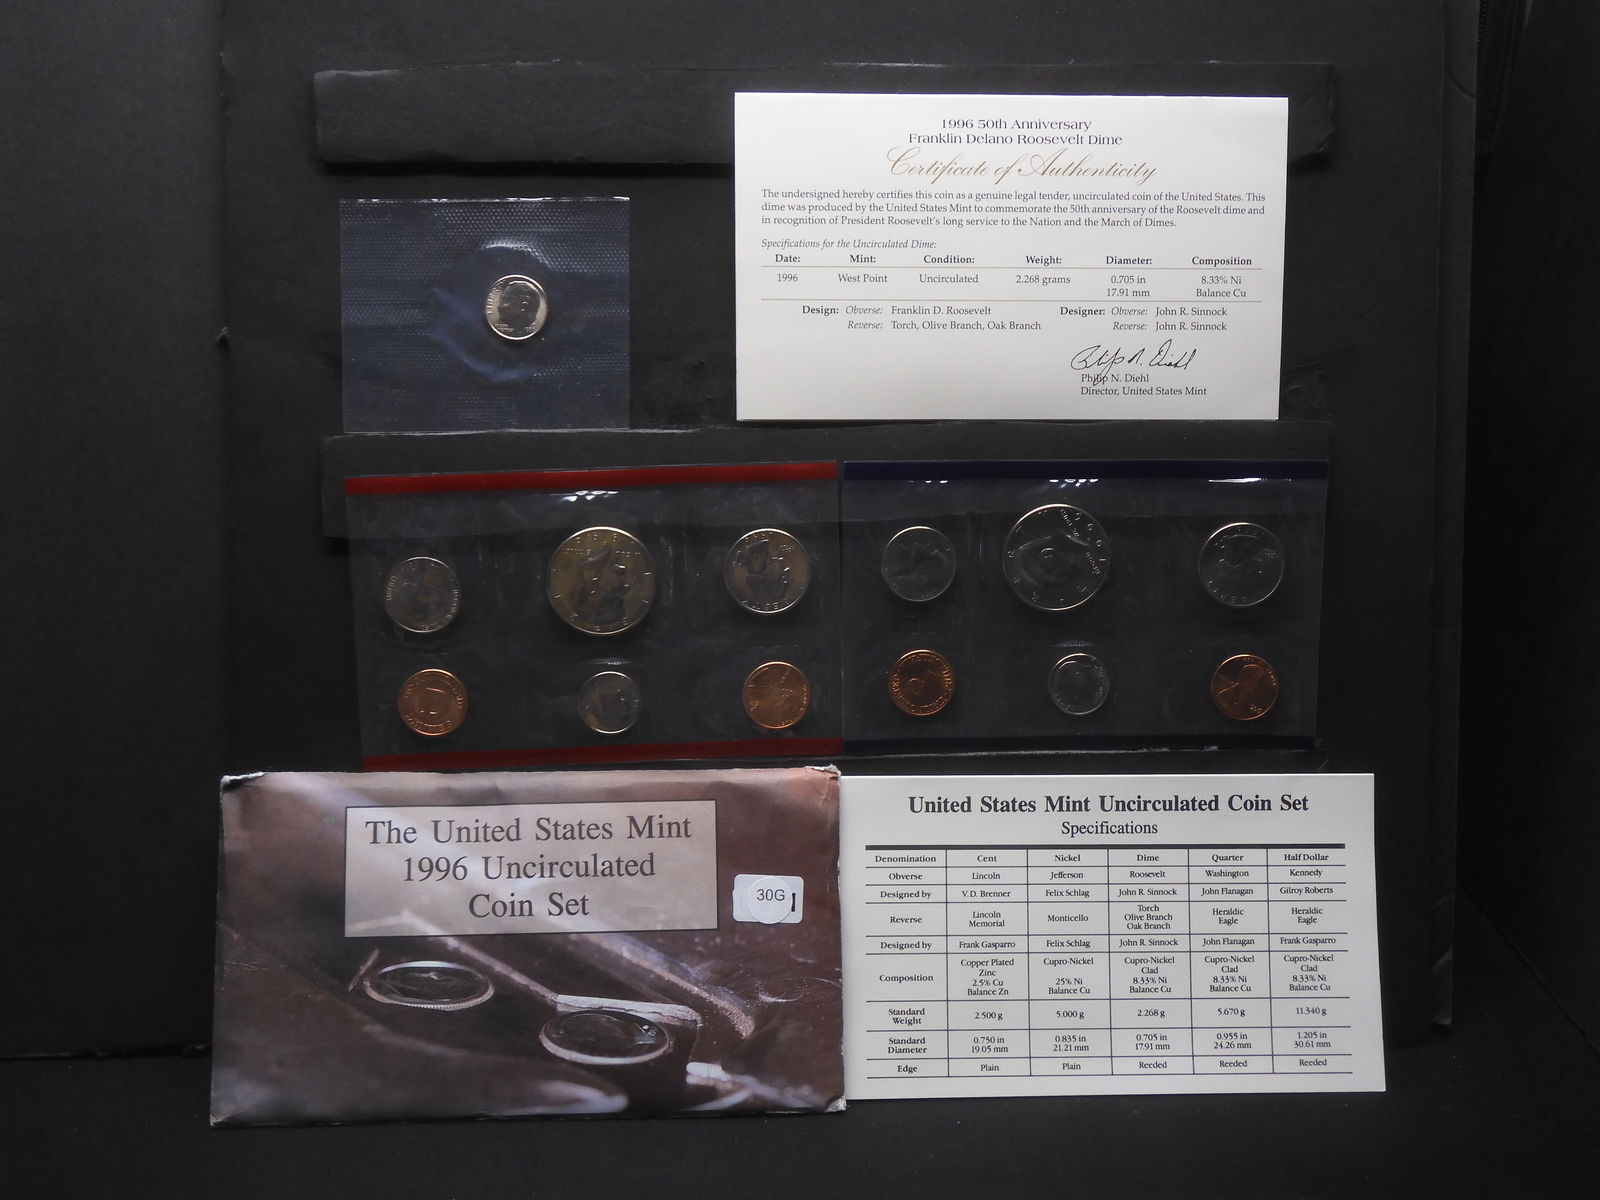 1996 50th Anniversary
Franklin Delano Roosevelt Dime
Certificate of Authenticity
The undersigned hereby certifies this coin as a genuine legal tender, uncirculated coin of the United States. This
dime was produced by the United States Mint to commemorate the 50th anniversary of the Roosevelt dime and
in recognition of President Roosevelt's long service to the Nation and the March of Dimes.
Specifications for the Uncirculated Dime:
Date: Mint: Condition: Weight: Diameter: Composition
1996 West Point Uncirculated 2.268 grams 0.705 in 8.33% Ni
17.91 mm Balance Cu
Design: Obverse: Franklin D. Roosevelt Designer: Obverse: John R. Sinnock
Reverse: Torch, Olive Branch, Oak Branch Reverse: John R. Sinnock
Philip N. Diehl
Philip N. Diehl
Director, United States Mint
The United States Mint
1996 Uncirculated
Coin Set
30G
United States Mint Uncirculated Coin Set
Specifications
Denomination Cent Nickel Dime Quarter Half Dollar
Obverse Lincoln Jefferson Roosevelt Washington Kennedy
Designed by V.D. Brenner Felix Schlag John R. Sinnock John Flanagan Gilroy Roberts
Reverse Lincoln Memorial Monticello Torch Olive Branch Oak Branch Heraldic Eagle Heraldic Eagle
Designed by Frank Gasparro Felix Schlag John R. Sinnock John Flanagan Frank Gasparro
Composition Copper Plated Zinc 2.5% Cu Balance Zn Cupro-Nickel 25% Ni Balance Cu Cupro-Nickel Clad 8.33% Ni Balance Cu Cupro-Nickel Clad 8.33% Ni Balance Cu Cupro-Nickel Clad 8.33% Ni Balance Cu
Standard Weight 2.500 g 5.000 g 2.268 g 5.670 g 11.340 g
Standard Diameter 0.750 in 19.05 mm 0.835 in 21.21 mm 0.705 in 17.91 mm 0.955 in 24.26 mm 1.205 in 30.61 mm
Edge Plain Plain Reeded Reeded Reeded